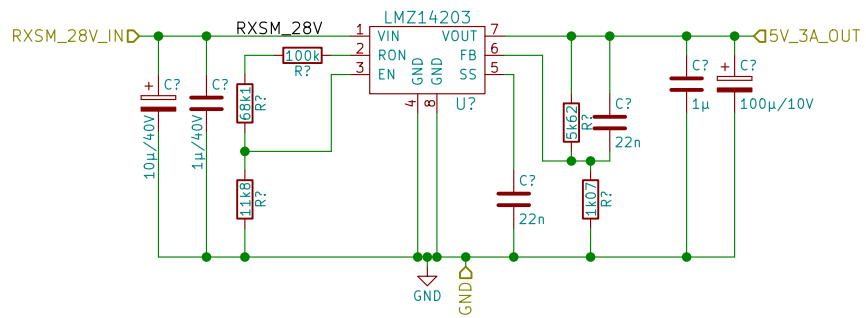 LMZ14203
RXSM_28V_IN
RXSM_28V
1
VIN
VOUT
7
5V_3A_OUT
100k
R?
2
RON
FB
6
3
EN
SS
5
GND
GND
4
8
U?
C?
10µ/40V
C?
1µ/40V
68k1
R?
11k8
R?
5k62
R?
C?
22n
C?
1µ
C?
100µ/10V
C?
22n
1k07
R?
GND
GND